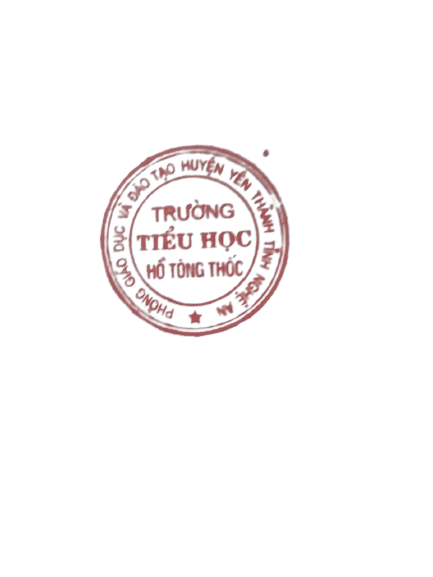 PHÒNG GIÁO DỤC VÀ ĐÀO TẠO HUYỆN YÊN THÀNH TỈNH NGHỆ AN
TRƯỜNG
TIỂU HỌC
HỒ TÔNG THỐC